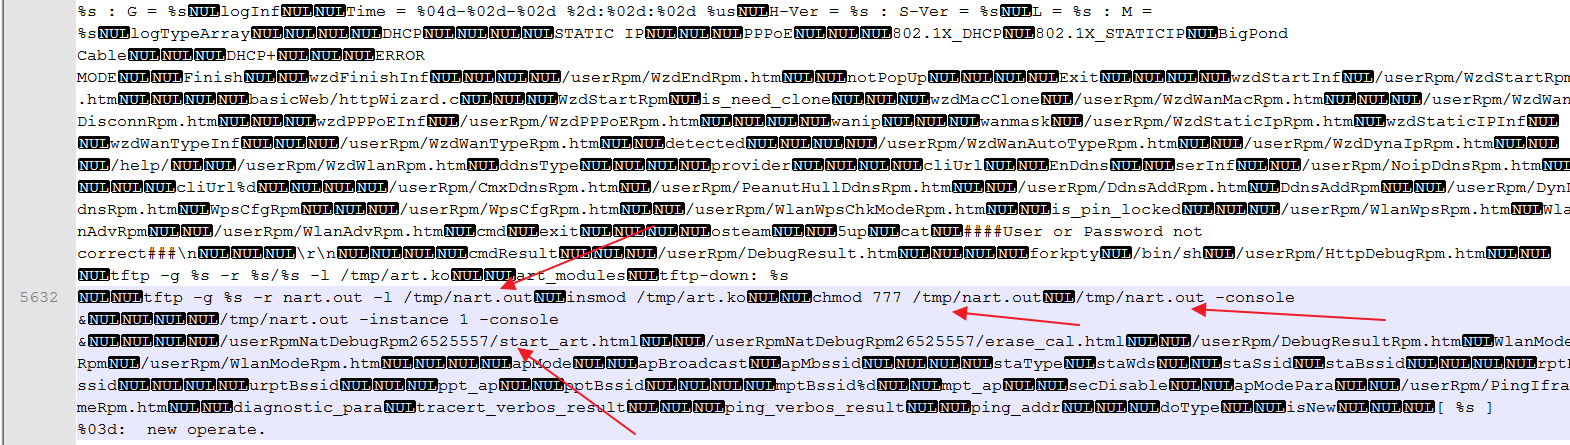 %s : G = %sNULlogInfNULNULTime = %04d-%02d-%02d %2d:%02d:%02d %usNULH-Ver = %s : S-Ver = %sNULL = %s : M =
%sNULlogTypeArrayNULNULNULNULDHCPNULNULNULNULSTATIC IPNULNULNULPPPoENULNULNUL802.1X_DHCPNUL802.1X_STATICIPNULBigPond
CableNULNULNULDHCP+NULNULNULERROR
MODENULNULFinishNULNULwzdFinishInfNULNULNULNUL/userRpm/WzdEndRpm.htmNULNULnotPopUpNULNULNULNULExitNULNULNULNULwzdStartInfNUL/userRpm/WzdStartRpm
.htmNULNULNULNULbasicWeb/httpWizard.cNULNULNULWzdStartRpmNULis_need_cloneNULNULNULwzdMacCloneNUL/userRpm/WzdWanMacRpm.htmNULNULNUL/userRpm/WzdWan
DisconnRpm.htmNULNULNULwzdPPPoEInfNUL/userRpm/WzdPPPoERpm.htmNULNULNULNULwanipNULNULNULwanmaskNUL/userRpm/WzdStaticIpRpm.htmNULwzdStaticIPInfNUL
NULwzdWanTypeInfNULNULNUL/userRpm/WzdWanTypeRpm.htmNULNULdetectedNULNULNULNUL/userRpm/WzdWanAutoTypeRpm.htmNULNUL/userRpm/WzdDynaIpRpm.htmNULNUL
NUL/help/NULNUL/userRpm/WzdWlanRpm.htmNULddnsTypeNULNULNULNULproviderNULNULNULNULcliUrlNULNULEnDdnsNULNULserInfNULNUL/userRpm/NoipDdnsRpm.htmNUL
NULNULNULcliUrl%dNULNULNULNUL/userRpm/CmxDdnsRpm.htmNUL/userRpm/PeanutHullDdnsRpm.htmNULNUL/userRpm/DdnsAddRpm.htmNULDdnsAddRpmNULNUL/userRpm/DynD
dnsRpm.htmNULWpsCfgRpmNULNULNUL/userRpm/WpsCfgRpm.htmNULNUL/userRpm/WlanWpsChkModeRpm.htmNULNULis_pin_lockedNULNULNUL/userRpm/WlanWpsRpm.htmNULWla
nAdvRpmNULNUL/userRpm/WlanAdvRpm.htmNULcmdNULexitNULNULNULNULosteamNULNUL5upNULcatNUL####User or Password not
correct###\nNULNULNUL\r\nNULNULNULNULcmdResultNULNULNUL/userRpm/DebugResult.htmNULNULNULNULforkptyNUL/bin/shNULNUL/userRpm/HttpDebugRpm.htmNULNUL
NULtftp -g %s -r %s/%s -l /tmp/art.koNULNULart_modulesNULtftp-down: %s
5632 NULNULtftp -g %s -r nart.out -l /tmp/nart.outNULinsmod /tmp/art.koNULNULchmod 777 /tmp/nart.outNUL/tmp/nart.out -console
&NULNULNULNUL/tmp/nart.out -instance 1 -console
&NULNULNULNUL/userRpmNatDebugRpm26525557/start_art.htmlNULNUL/userRpmNatDebugRpm26525557/erase_cal.htmlNULNUL/userRpm/DebugResultRpm.htmNULWlanMode
RpmNUL/userRpm/WlanModeRpm.htmNULNULNULNULapModeNULNULapBroadcastNULapMbssidNULNULNULNULstaTypeNULstaWdsNULNULstaSsidNULstaBssidNULNULNULNULrptB
ssidNULNULNULNULurptBssidNULNULNULppt_apNULNULpptBssidNULNULNULNULmptBssid%dNULNULmpt_apNULNULsecDisableNULNULapModeParaNULNUL/userRpm/PingIfra
meRpm.htmNULNULdiagnostic_paraNULtracert_verbos_resultNULNULNULping_verbos_resultNULNULping_addrNULNULNULdoTypeNULNULisNewNULNULNUL[ %s ]
%03d:  new operate.